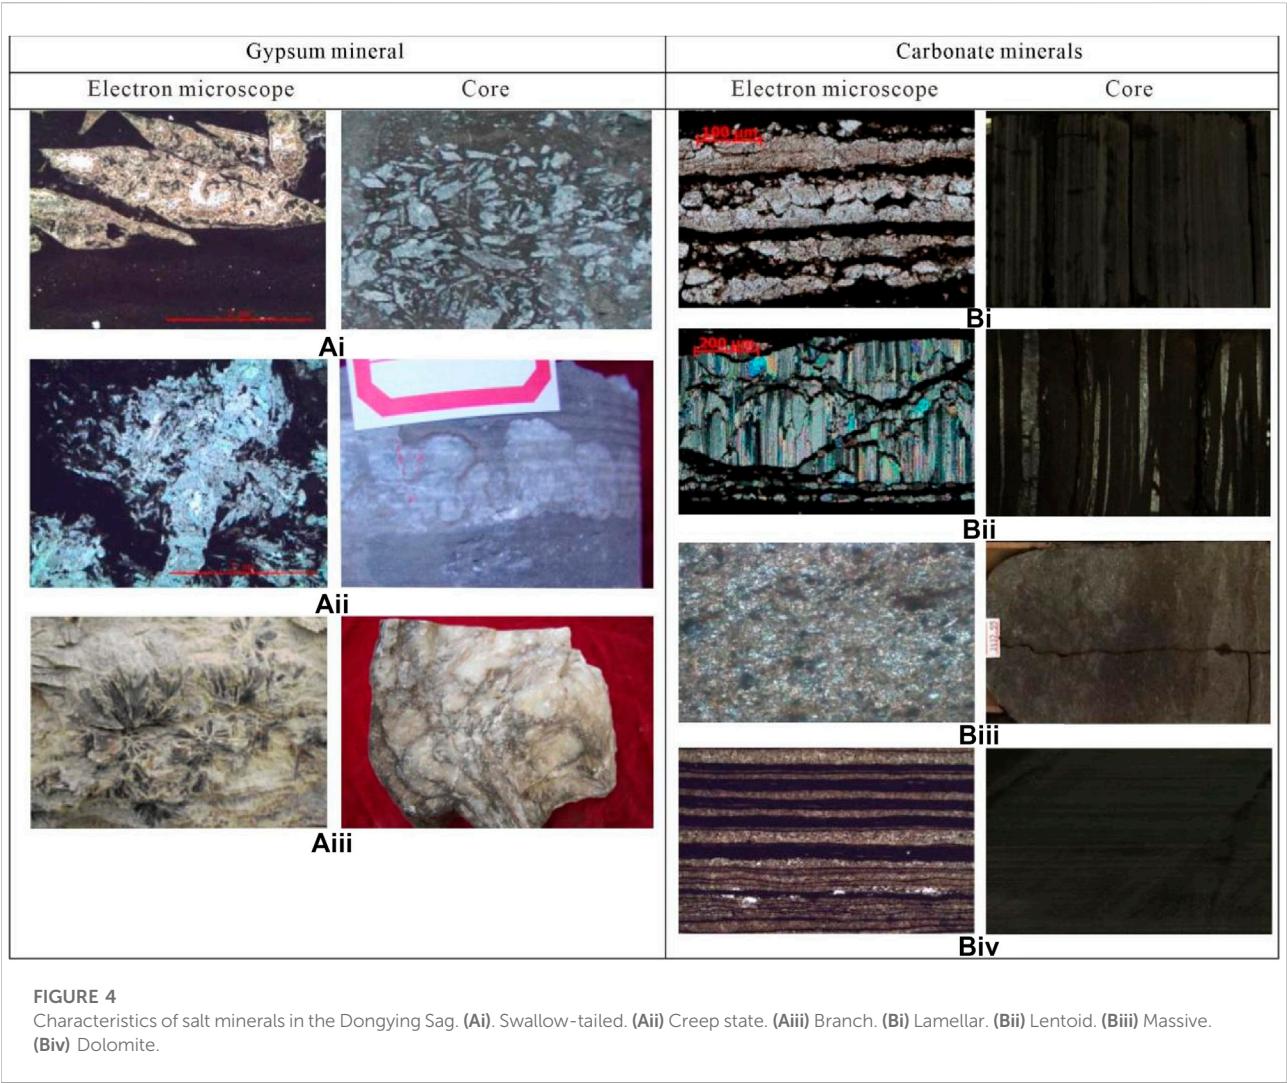 Gypsum mineral
Carbonate minerals
Electron microscope
Core
Electron microscope
Core
100 μm
Ai
Bi
200 μm
Aii
Bii
Aiii
Biii
Biv
FIGURE 4
Characteristics of salt minerals in the Dongying Sag. (Ai). Swallow-tailed. (Aii) Creep state. (Aiii) Branch. (Bi) Lamellar. (Bii) Lentoid. (Biii) Massive.
(Biv) Dolomite.